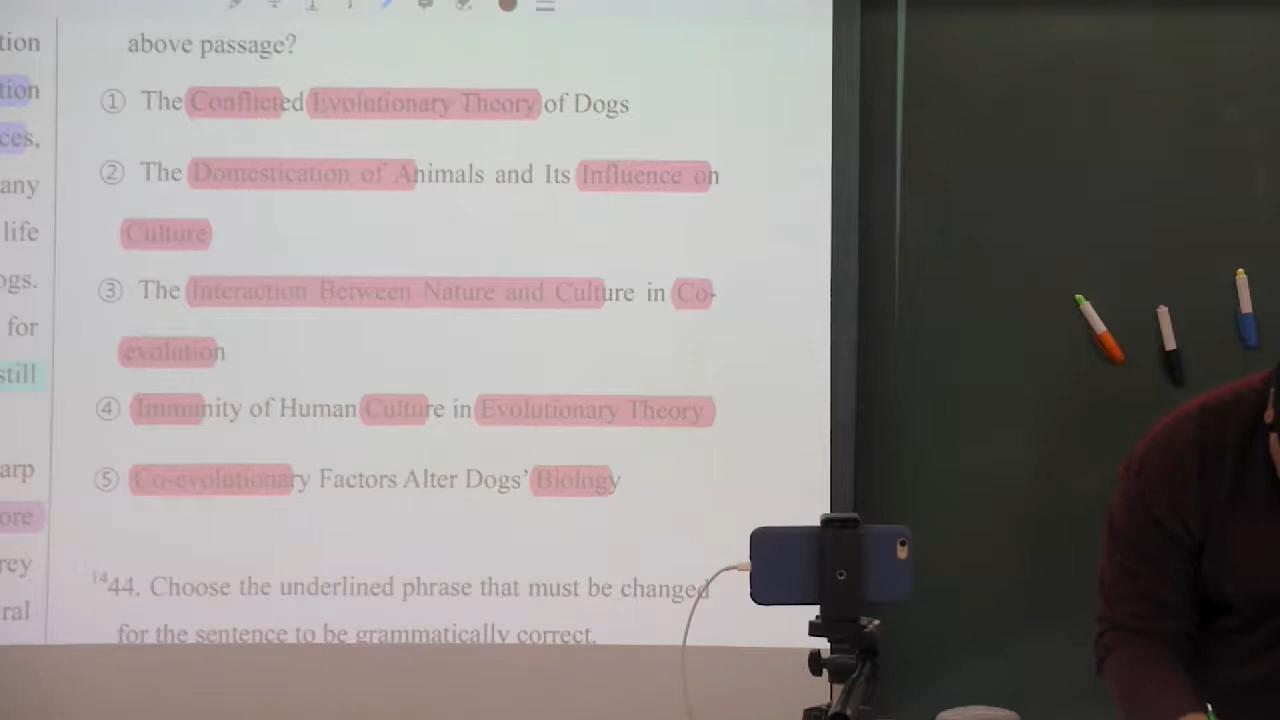 tion
tion
ces,
any
life
ogs.
for
still
arp
ore
rey
ral
above passage?
① The Conflicted Evolutionary Theory of Dogs
② The Domestication of Animals and Its Influence on
Culture
③ The Interaction Between Nature and Culture in Co-
evolution
④ Immunity of Human Culture in Evolutionary Theory
⑤ Co-evolutionary Factors Alter Dogs’ Biology
¹⁴44. Choose the underlined phrase that must be changed
for the sentence to be grammatically correct.